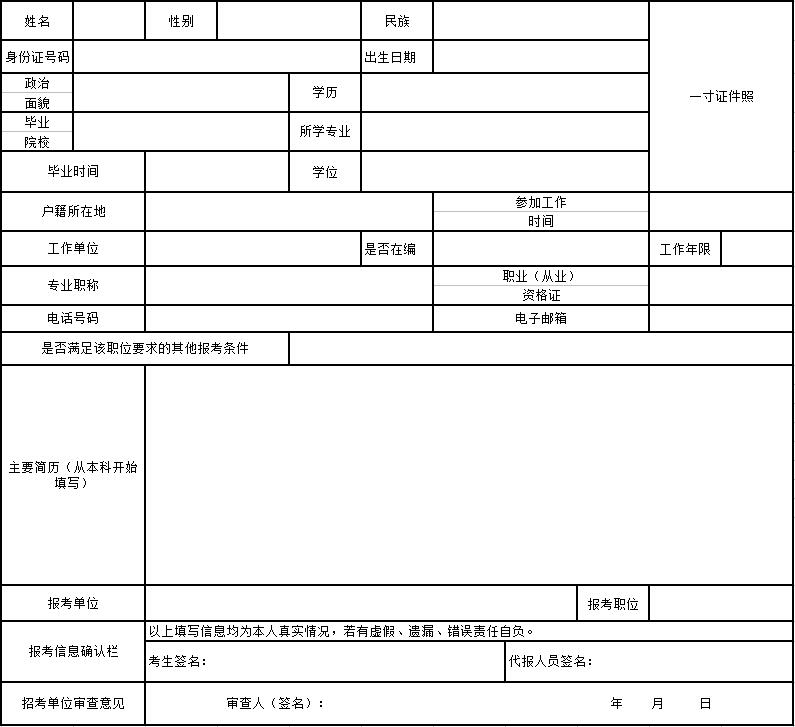 姓名 性别 民族
身份证号码 出生日期
一寸证件照
政治
面貌
学历
毕业
院校
所学专业
毕业时间 学位
户籍所在地
参加工作
时间
工作单位 是否在编 工作年限
专业职称
职业（从业）
资格证
电话号码 电子邮箱
是否满足该职位要求的其他报考条件
主要简历（从本科开始
填写）
报考单位 报考职位
报考信息确认栏
以上填写信息均为本人真实情况，若有虚假、遗漏、错误责任自负。
考生签名： 代报人员签名：
招考单位审查意见 审查人（签名）： 年 月 日